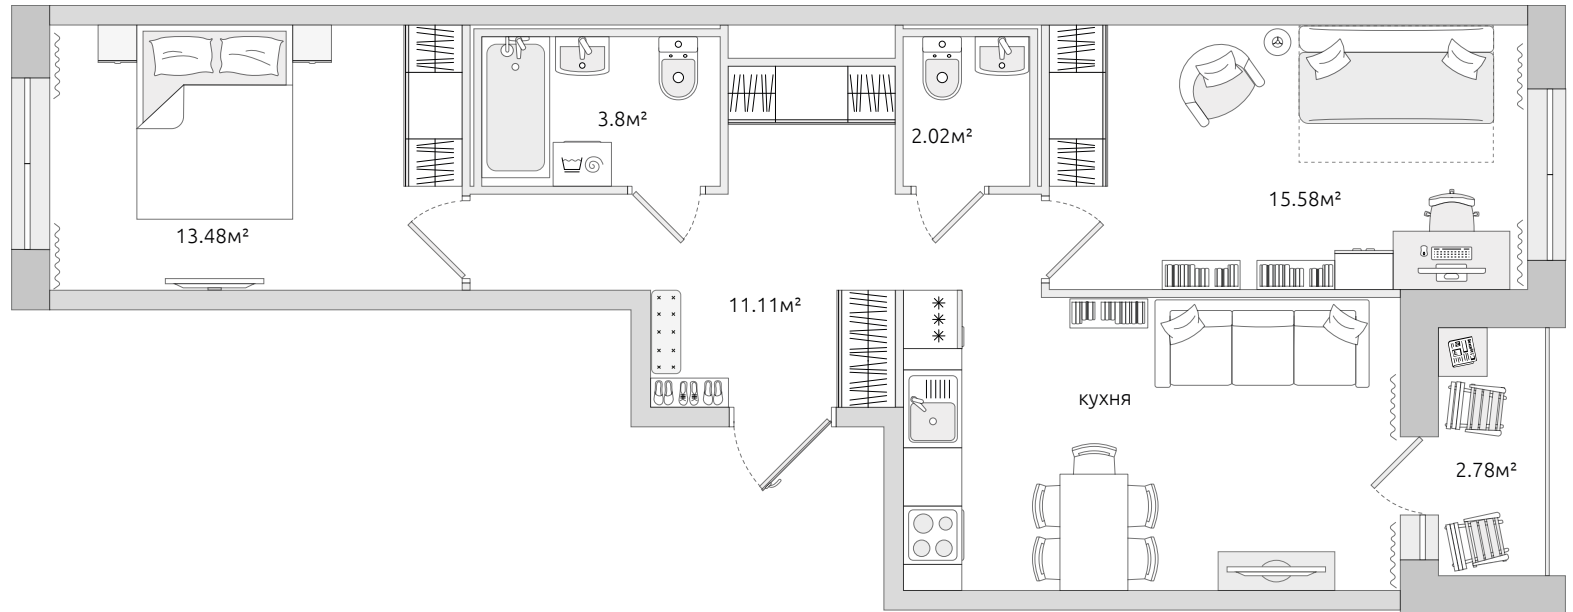 3.8м²
2.02м²
15.58м²
13.48м²
11.11м²
кухня
2.78м²